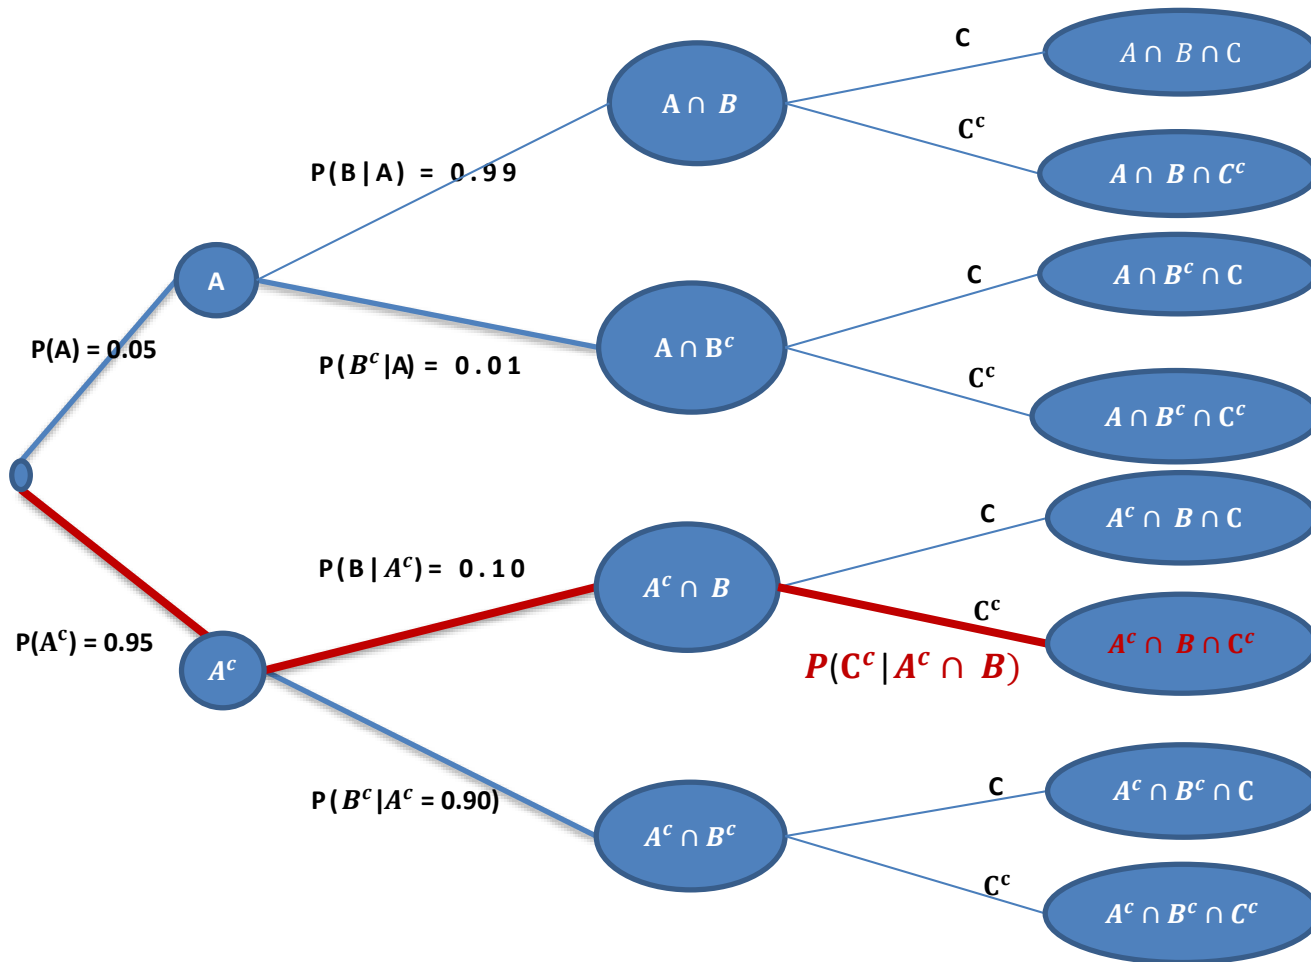 C
A ∩ B ∩ C
A ∩ B
Cᶜ
P(B|A) = 0.99
A ∩ B ∩ Cᶜ
A
C
A ∩ Bᶜ ∩ C
P(A) = 0.05
A ∩ Bᶜ
P(Bᶜ|A) = 0.01
Cᶜ
A ∩ Bᶜ ∩ Cᶜ
C
Aᶜ ∩ B ∩ C
P(B|Aᶜ)= 0.10
Aᶜ ∩ B
Cᶜ
P(Aᶜ) = 0.95
Aᶜ
P(Cᶜ|Aᶜ ∩ B)
Aᶜ ∩ B ∩ Cᶜ
P(Bᶜ|Aᶜ = 0.90)
C
Aᶜ ∩ Bᶜ ∩ C
Aᶜ ∩ Bᶜ
Cᶜ
Aᶜ ∩ Bᶜ ∩ Cᶜ